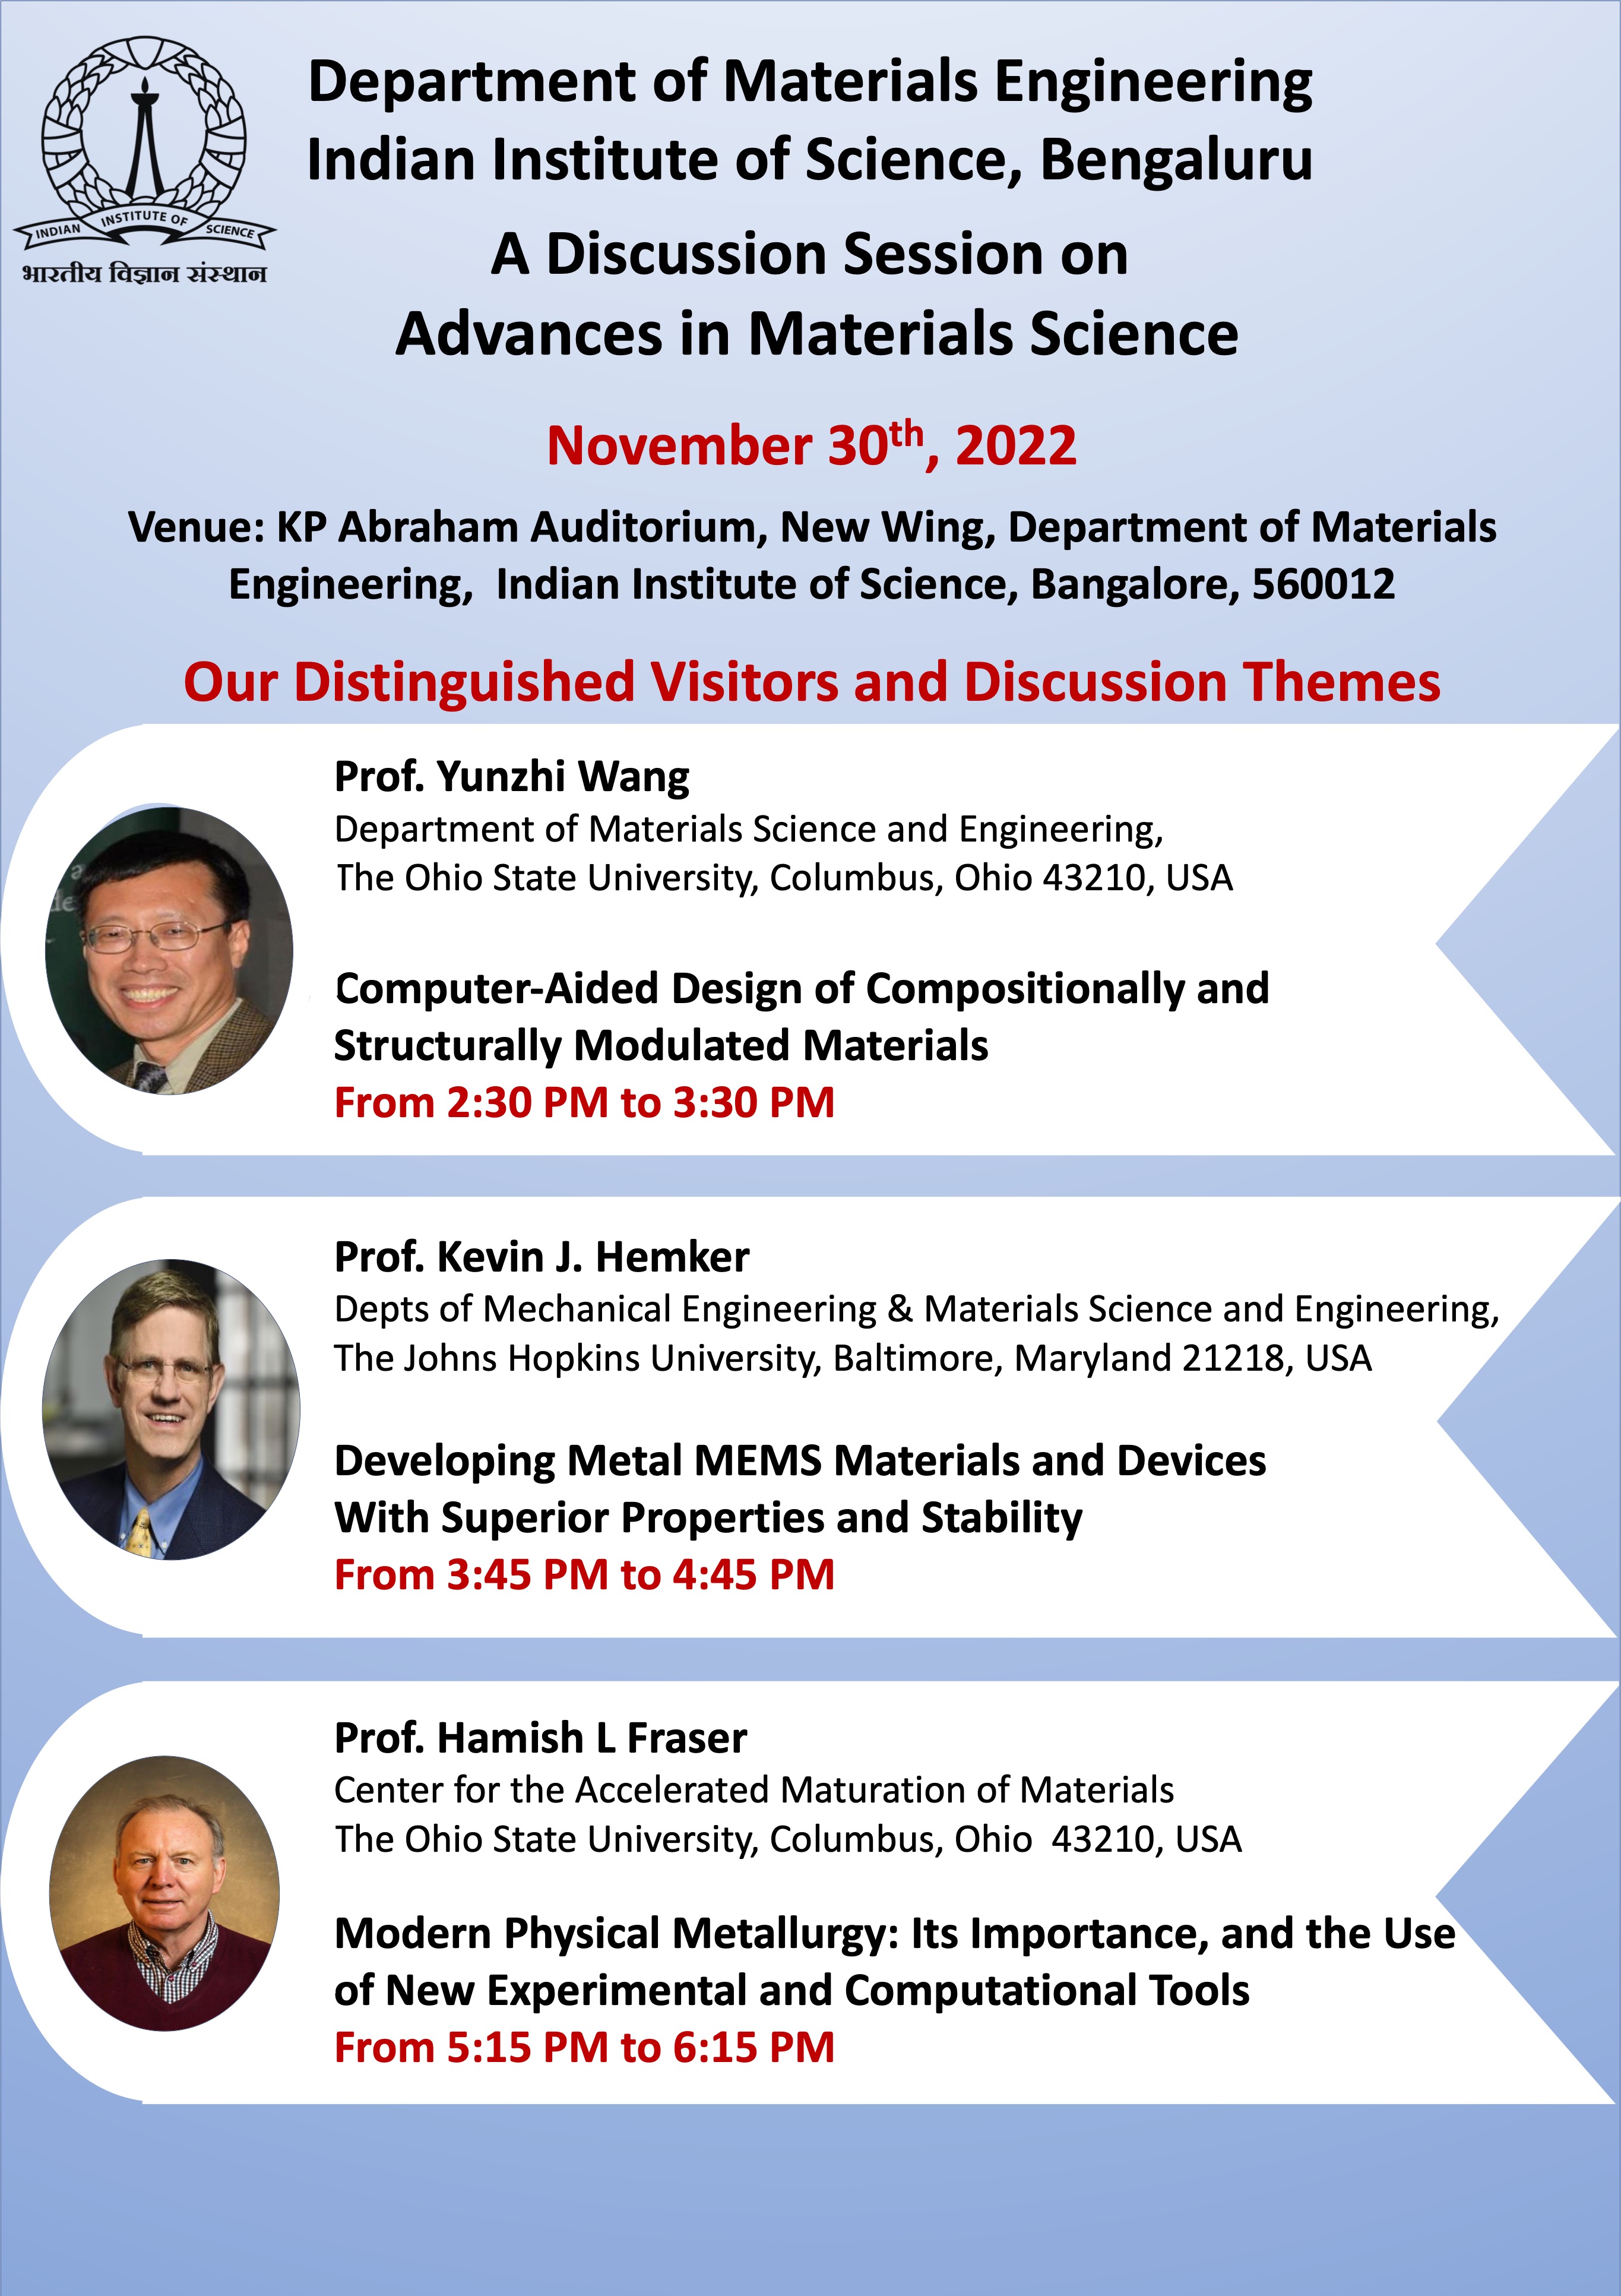 Department of Materials Engineering
Indian Institute of Science, Bengaluru
INDIAN INSTITUTE OF SCIENCE
भारतीय विज्ञान संस्थान
A Discussion Session on
Advances in Materials Science
November 30th, 2022
Venue: KP Abraham Auditorium, New Wing, Department of Materials
Engineering, Indian Institute of Science, Bangalore, 560012
Our Distinguished Visitors and Discussion Themes
Prof. Yunzhi Wang
Department of Materials Science and Engineering,
The Ohio State University, Columbus, Ohio 43210, USA
Computer-Aided Design of Compositionally and
Structurally Modulated Materials
From 2:30 PM to 3:30 PM
Prof. Kevin J. Hemker
Depts of Mechanical Engineering & Materials Science and Engineering,
The Johns Hopkins University, Baltimore, Maryland 21218, USA
Developing Metal MEMS Materials and Devices
With Superior Properties and Stability
From 3:45 PM to 4:45 PM
Prof. Hamish L Fraser
Center for the Accelerated Maturation of Materials
The Ohio State University, Columbus, Ohio 43210, USA
Modern Physical Metallurgy: Its Importance, and the Use
of New Experimental and Computational Tools
From 5:15 PM to 6:15 PM